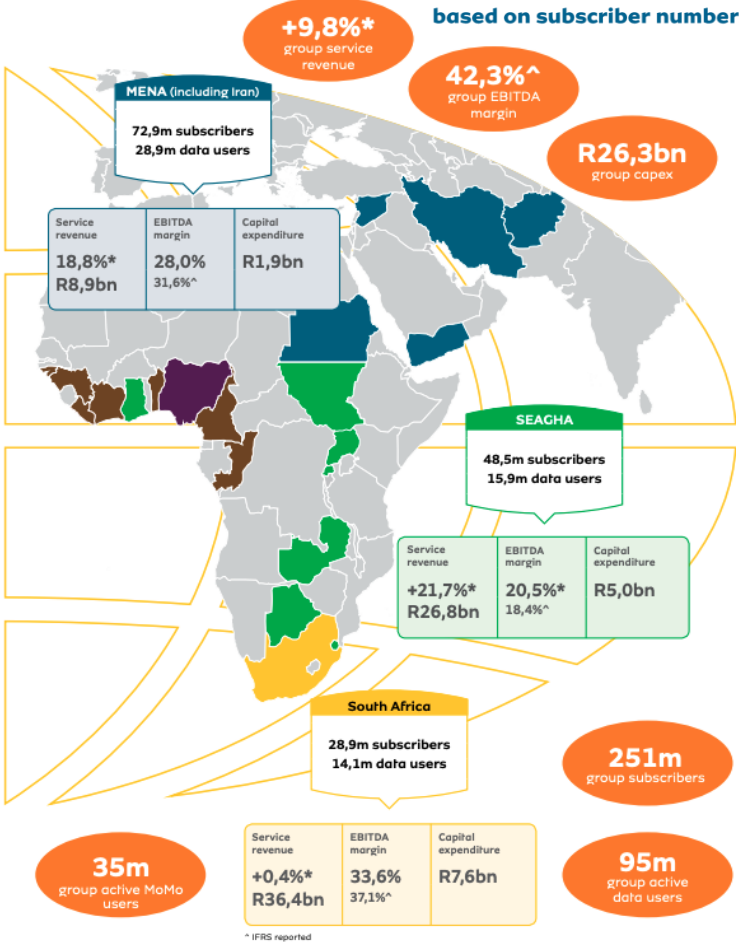 based on subscriber number
+9,8%*
group service
revenue
42,3%^
group EBITDA
margin
R26,3bn
group capex
MENA (including Iran)
72,9m subscribers
28,9m data users
Service
revenue
18,8%*
R8,9bn
EBITDA
margin
28,0%
31,6%^
Capital
expenditure
R1,9bn
SEAGHA
48,5m subscribers
15,9m data users
Service
revenue
+21,7%*
R26,8bn
EBITDA
margin
20,5%*
18,4%^
Capital
expenditure
R5,0bn
South Africa
28,9m subscribers
14,1m data users
251m
group subscribers
35m
group active MoMo
users
Service
revenue
+0,4%*
R36,4bn
EBITDA
margin
33,6%
37,1%^
Capital
expenditure
R7,6bn
95m
group active
data users
^ IFRS reported